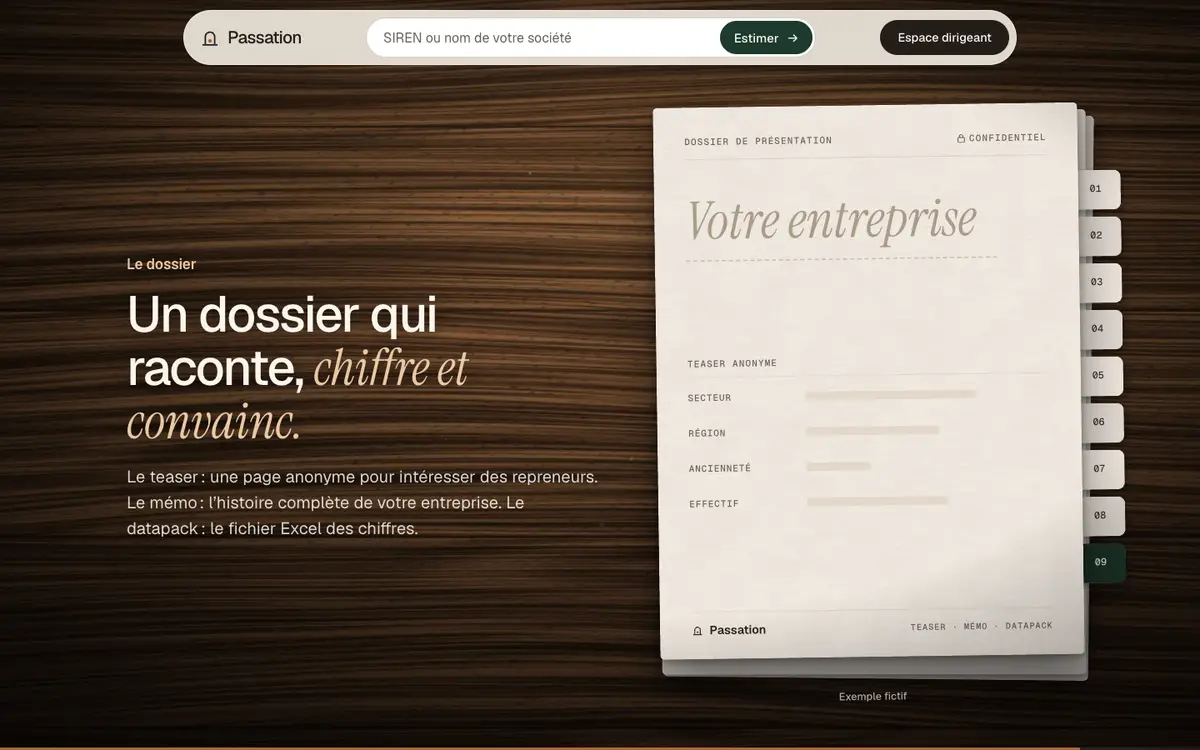 Passation
SIREN ou nom de votre société
Estimer →
Espace dirigeant
Le dossier
Un dossier qui
raconte, chiffre et
convainc.
Le teaser : une page anonyme pour intéresser des repreneurs.
Le mémo : l'histoire complète de votre entreprise. Le
datapack : le fichier Excel des chiffres.
DOSSIER DE PRÉSENTATION
CONFIDENTIEL
Votre entreprise
TEASER ANONYME
SECTEUR
RÉGION
ANCIENNETÉ
EFFECTIF
Passation
TEASER · MÉMO · DATAPACK
01
02
03
04
05
06
07
08
09
Exemple fictif